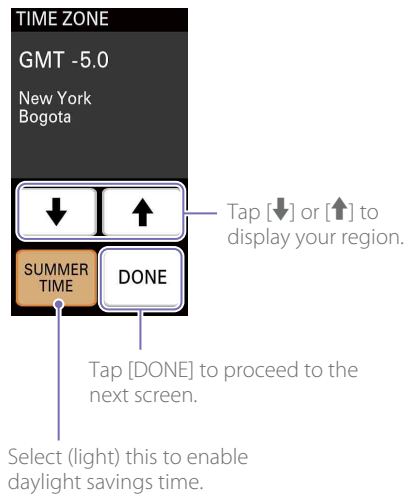 TIME ZONE
GMT -5.0
New York
Bogota
Tap [⬇] or [⬆] to
display your region.
SUMMER
TIME
DONE
Tap [DONE] to proceed to the
next screen.
Select (light) this to enable
daylight savings time.